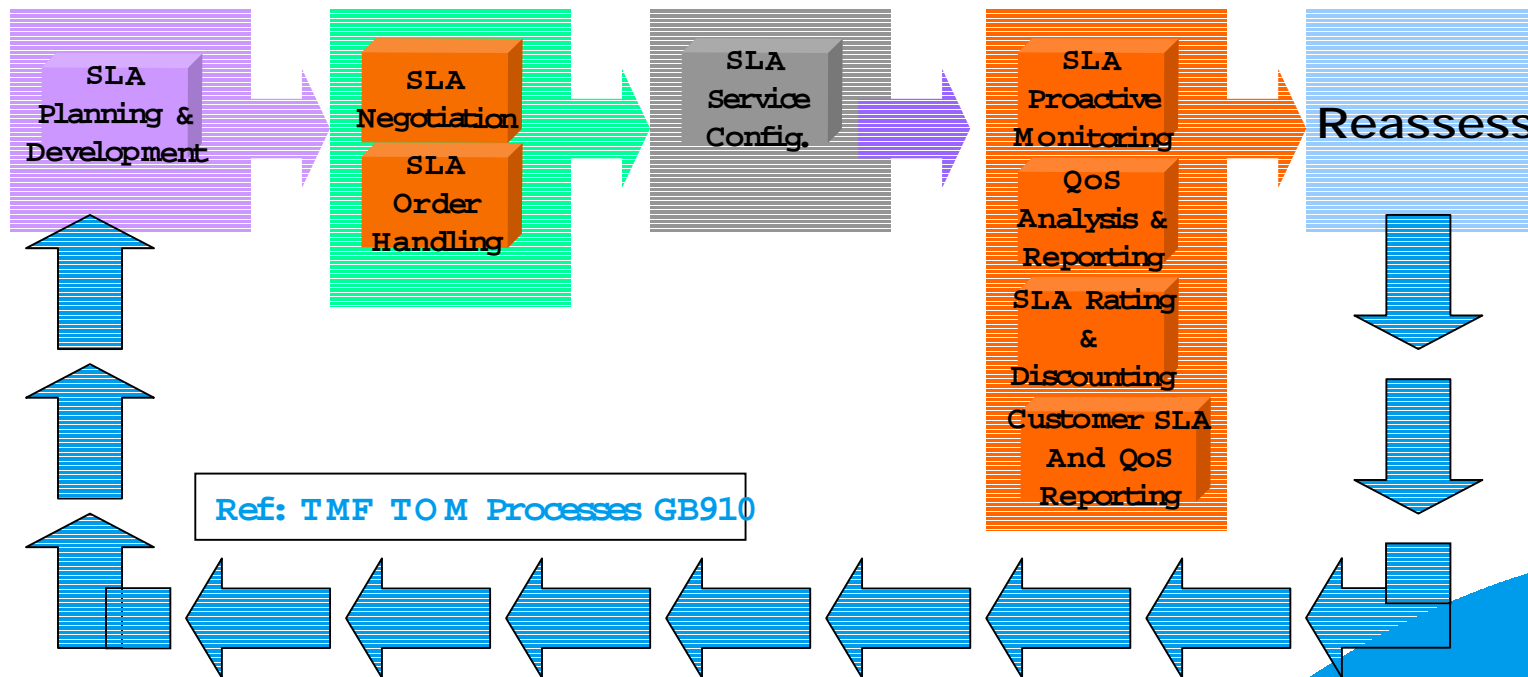 SLA
Planning &
Development
SLA
Negotiation
SLA
Order
Handling
SLA
Service
Config.
SLA
Proactive
Monitoring
QoS
Analysis &
Reporting
SLA Rating
&
Discounting
Customer SLA
And QoS
Reporting
Reassess
Ref: TMF TOM Processes GB910